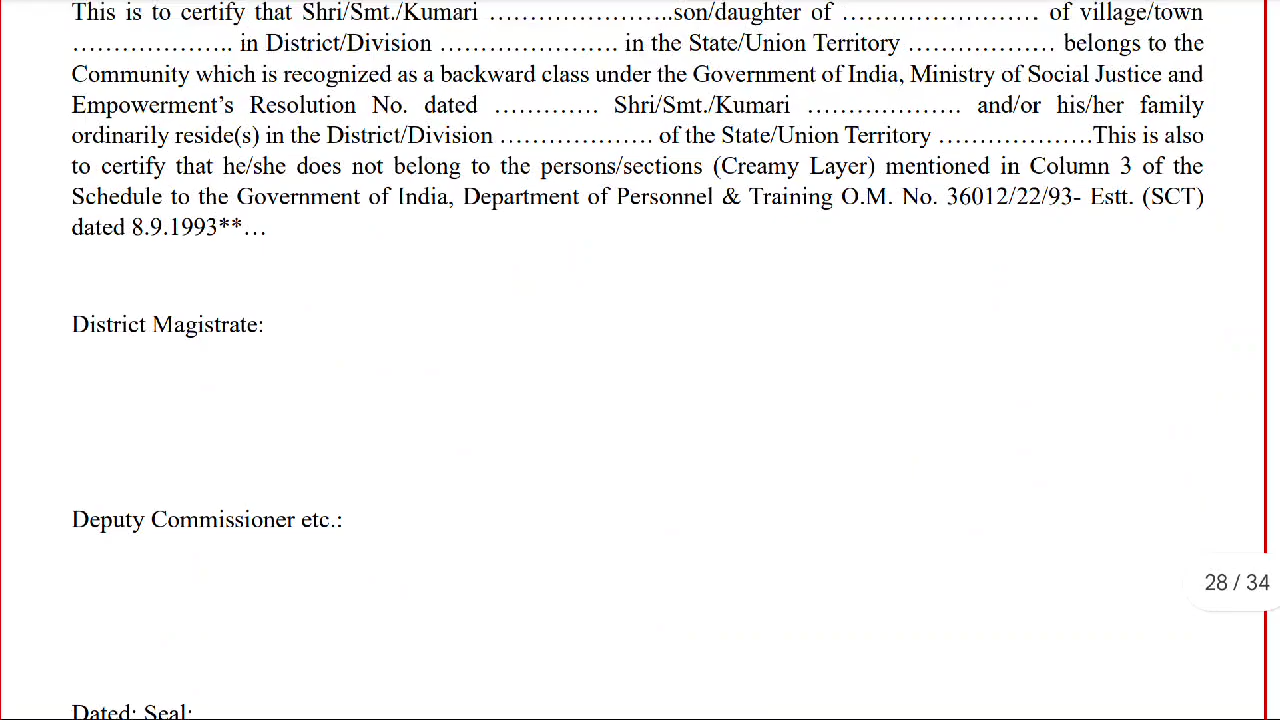 This is to certify that Shri/Smt./Kumari …………………..son/daughter of …………………… of village/town
……………….. in District/Division …………………. in the State/Union Territory ……………… belongs to the
Community which is recognized as a backward class under the Government of India, Ministry of Social Justice and
Empowerment’s Resolution No. dated …………. Shri/Smt./Kumari ………………. and/or his/her family
ordinarily reside(s) in the District/Division ………………. of the State/Union Territory ……………….This is also
to certify that he/she does not belong to the persons/sections (Creamy Layer) mentioned in Column 3 of the
Schedule to the Government of India, Department of Personnel & Training O.M. No. 36012/22/93- Estt. (SCT)
dated 8.9.1993**…
District Magistrate:
Deputy Commissioner etc.:
28 / 34
Dated: Seal: